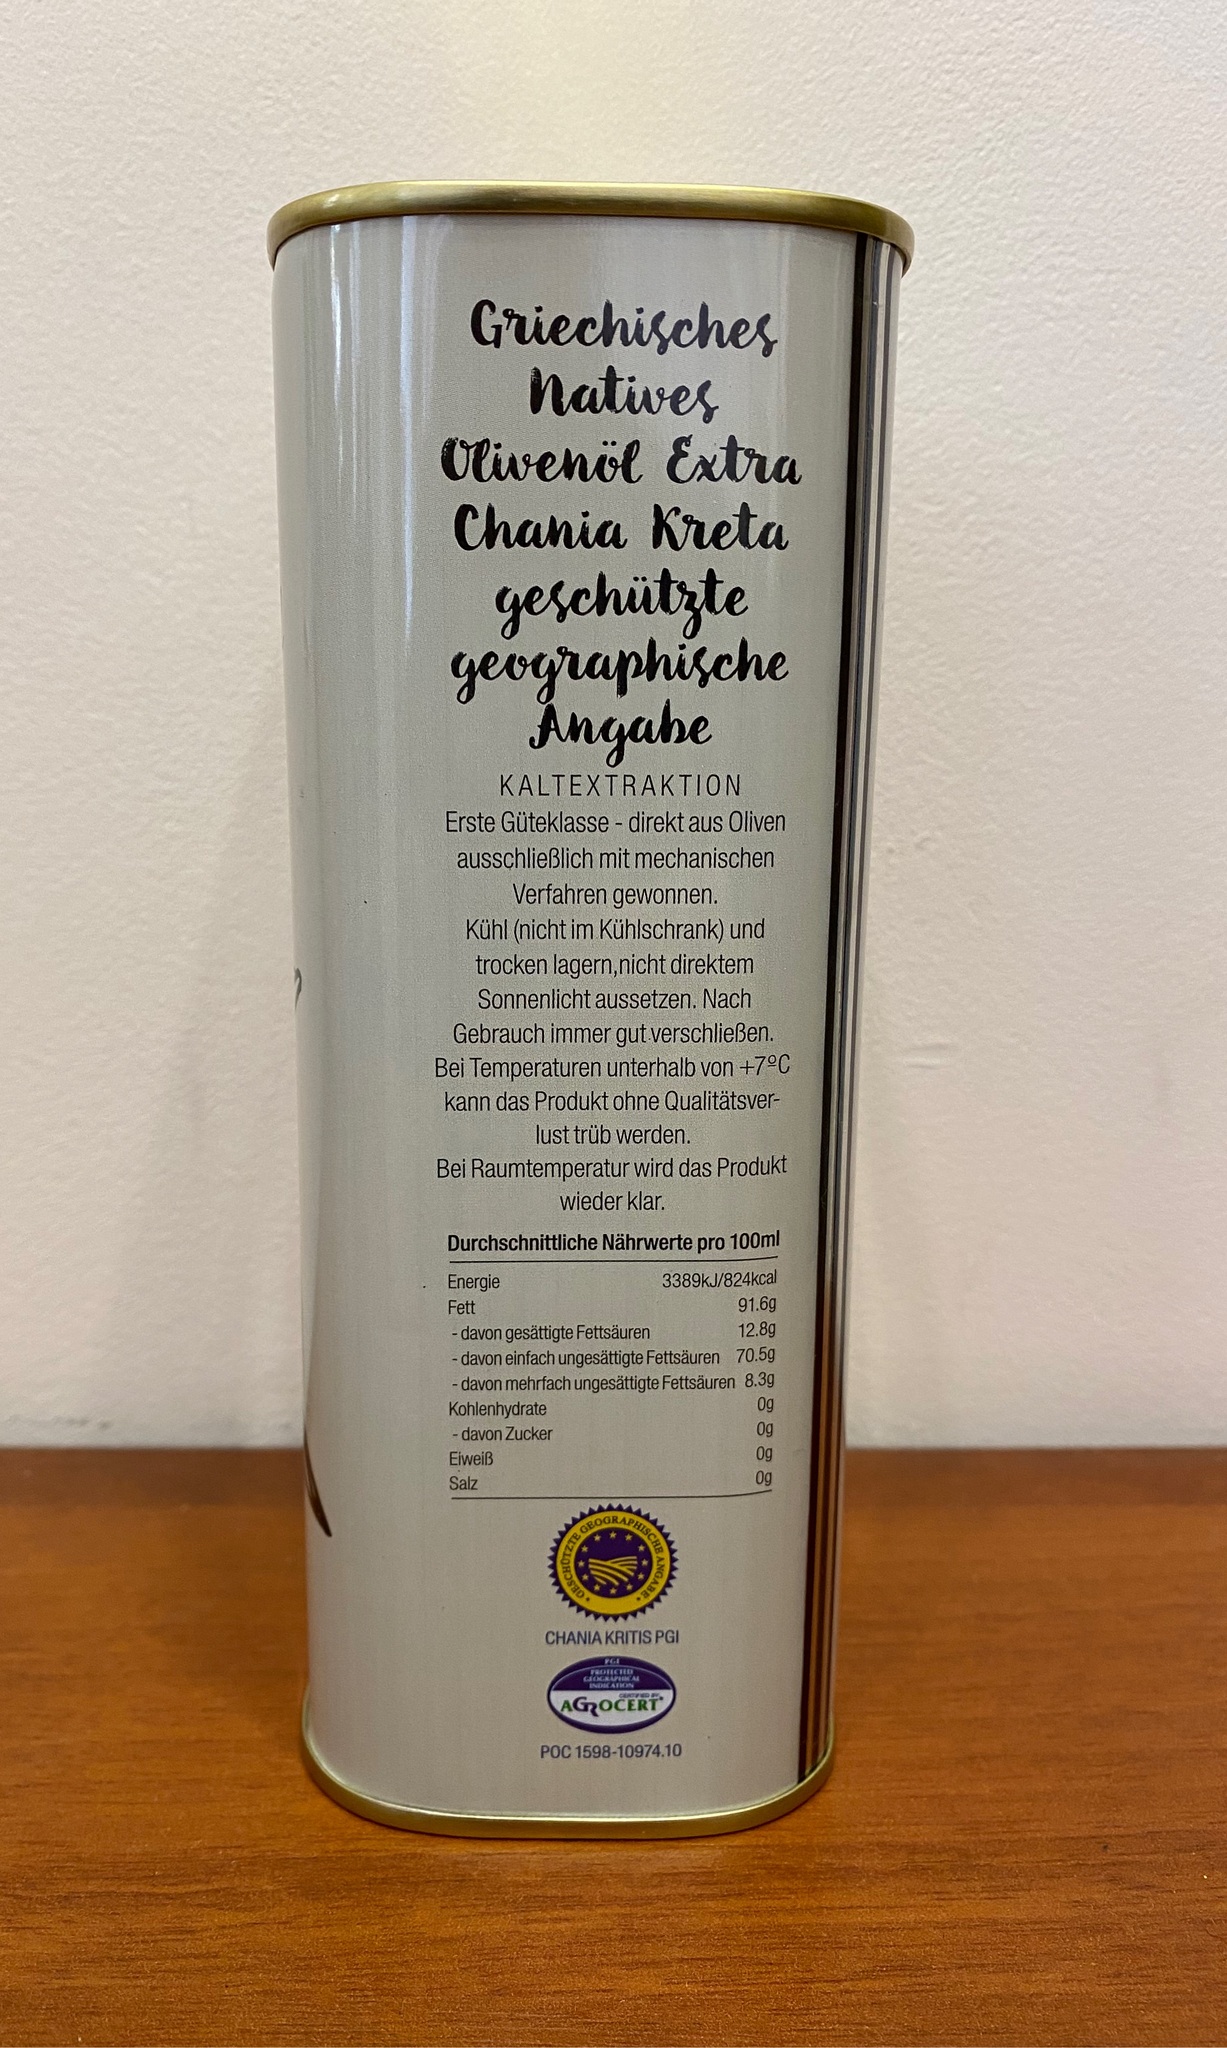 Griechisches
Natives
Olivenöl Extra
Chania Kreta
geschützte
geographische
Angabe
KALTEXTRAKTION
Erste Güteklasse - direkt aus Oliven
ausschließlich mit mechanischen
Verfahren gewonnen.
Kühl (nicht im Kühlschrank) und
trocken lagern,nicht direktem
Sonnenlicht aussetzen. Nach
Gebrauch immer gut verschließen.
Bei Temperaturen unterhalb von +7ºC
kann das Produkt ohne Qualitätsver-
lust trüb werden.
Bei Raumtemperatur wird das Produkt
wieder klar.
Durchschnittliche Nährwerte pro 100ml
Energie 3389kJ/824kcal
Fett 91.6g
- davon gesättigte Fettsäuren 12.8g
- davon einfach ungesättigte Fettsäuren 70.5g
- davon mehrfach ungesättigte Fettsäuren 8.3g
Kohlenhydrate 0g
- davon Zucker 0g
Eiweiß 0g
Salz 0g
GESCHÜTZTE GEOGRAPHISCHE ANGABE
CHANIA KRITIS PGI
PGI
PROTECTED
GEOGRAPHICAL
INDICATION
CERTIFIED BY
AGROCERT
POC 1598-10974.10